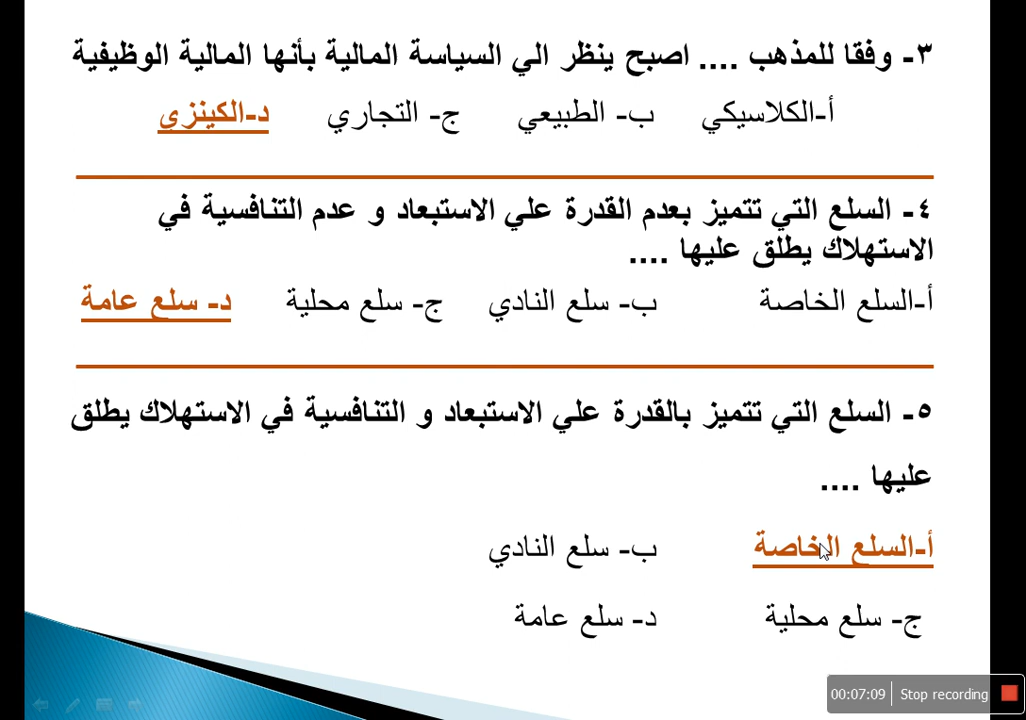 ٣- وفقا للمذهب .... اصبح ينظر الي السياسة المالية بأنها المالية الوظيفية
أ-الكلاسيكي ب- الطبيعي ج- التجاري د-الكينزي
٤- السلع التي تتميز بعدم القدرة علي الاستبعاد و عدم التنافسية في
الاستهلاك يطلق عليها ....
أ-السلع الخاصة ب- سلع النادي ج- سلع محلية د- سلع عامة
٥- السلع التي تتميز بالقدرة علي الاستبعاد و التنافسية في الاستهلاك يطلق
عليها ....
أ-السلع الخاصة ب- سلع النادي
ج- سلع محلية د- سلع عامة
00:07:09 Stop recording